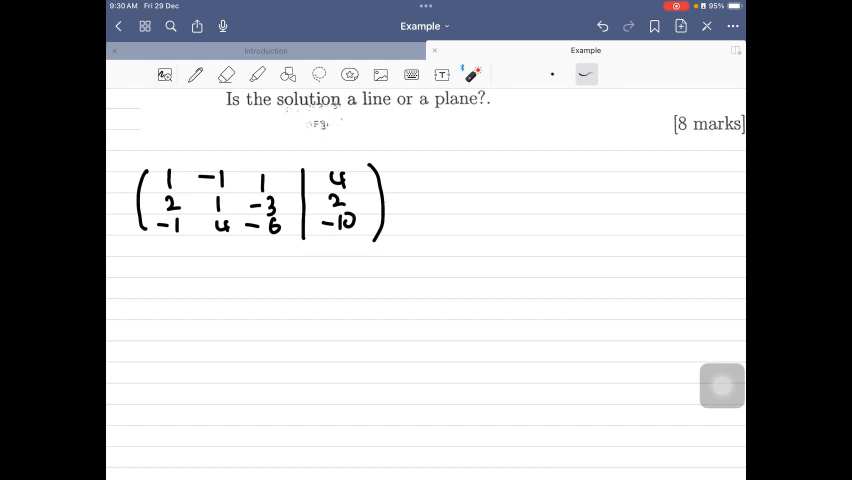 9:30 AM Fri 29 Dec
95%
Example
Introduction
Example
Is the solution a line or a plane?.
[8 marks]
1 -1 1 | 4
2 1 -3 | 2
-1 4 -6 | -10